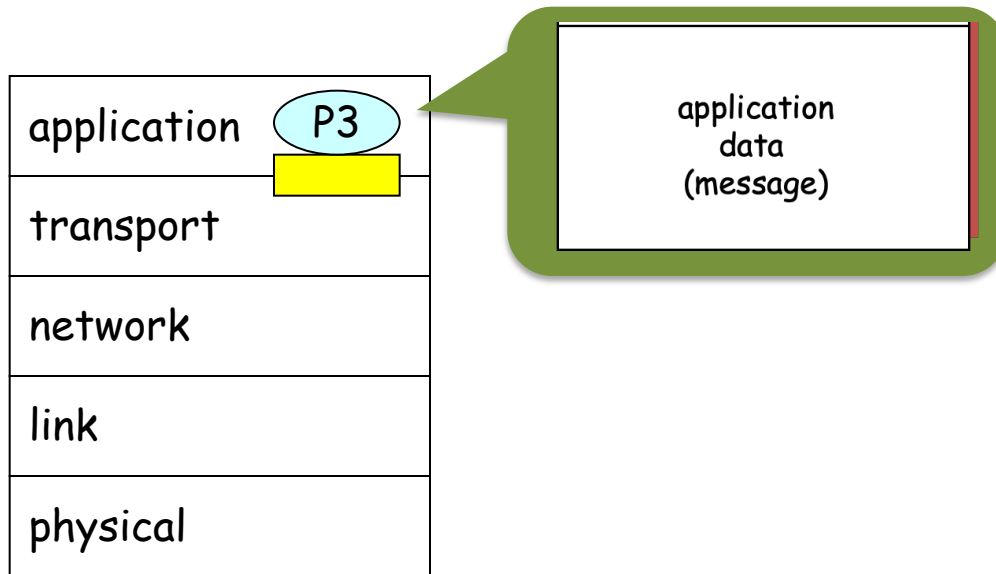 application
P3
transport
network
link
physical
application
data
(message)